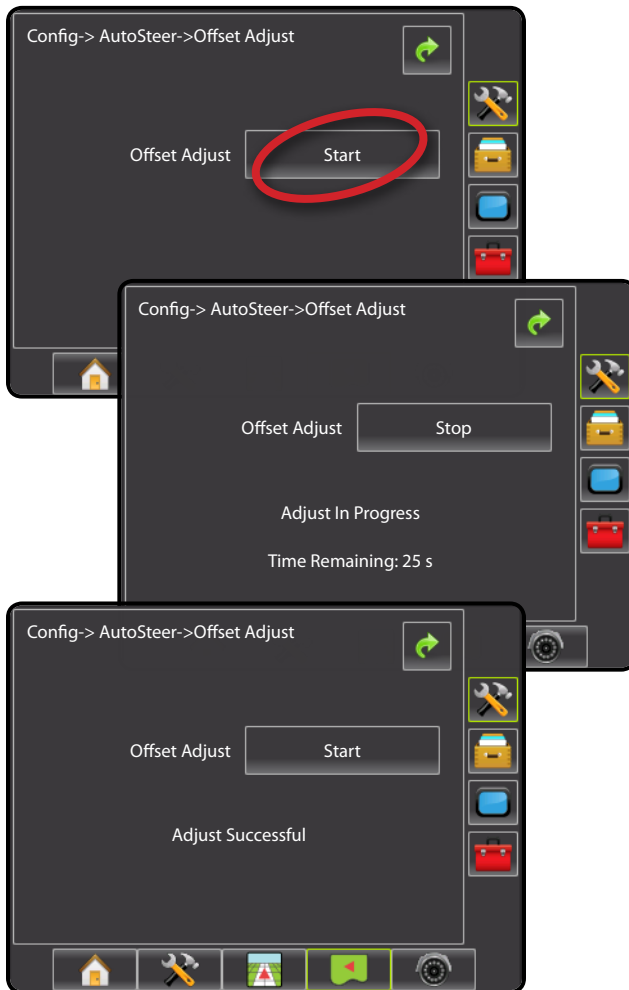 Config-> AutoSteer->Offset Adjust
Offset Adjust Start
Config-> AutoSteer->Offset Adjust
Offset Adjust Stop
Adjust In Progress
Time Remaining: 25 s
Config-> AutoSteer->Offset Adjust
Offset Adjust Start
Adjust Successful